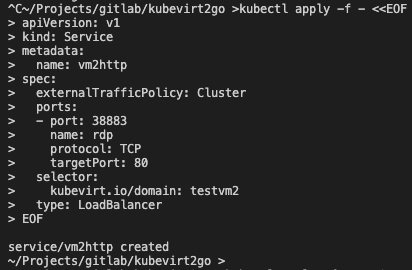 ^C~/Projects/gitlab/kubevirt2go >kubectl apply -f - <<EOF
> apiVersion: v1
> kind: Service
> metadata:
>   name: vm2http
> spec:
>   externalTrafficPolicy: Cluster
>   ports:
>   - port: 38883
>     name: rdp
>     protocol: TCP
>     targetPort: 80
>   selector:
>     kubevirt.io/domain: testvm2
>   type: LoadBalancer
> EOF

service/vm2http created
~/Projects/gitlab/kubevirt2go >